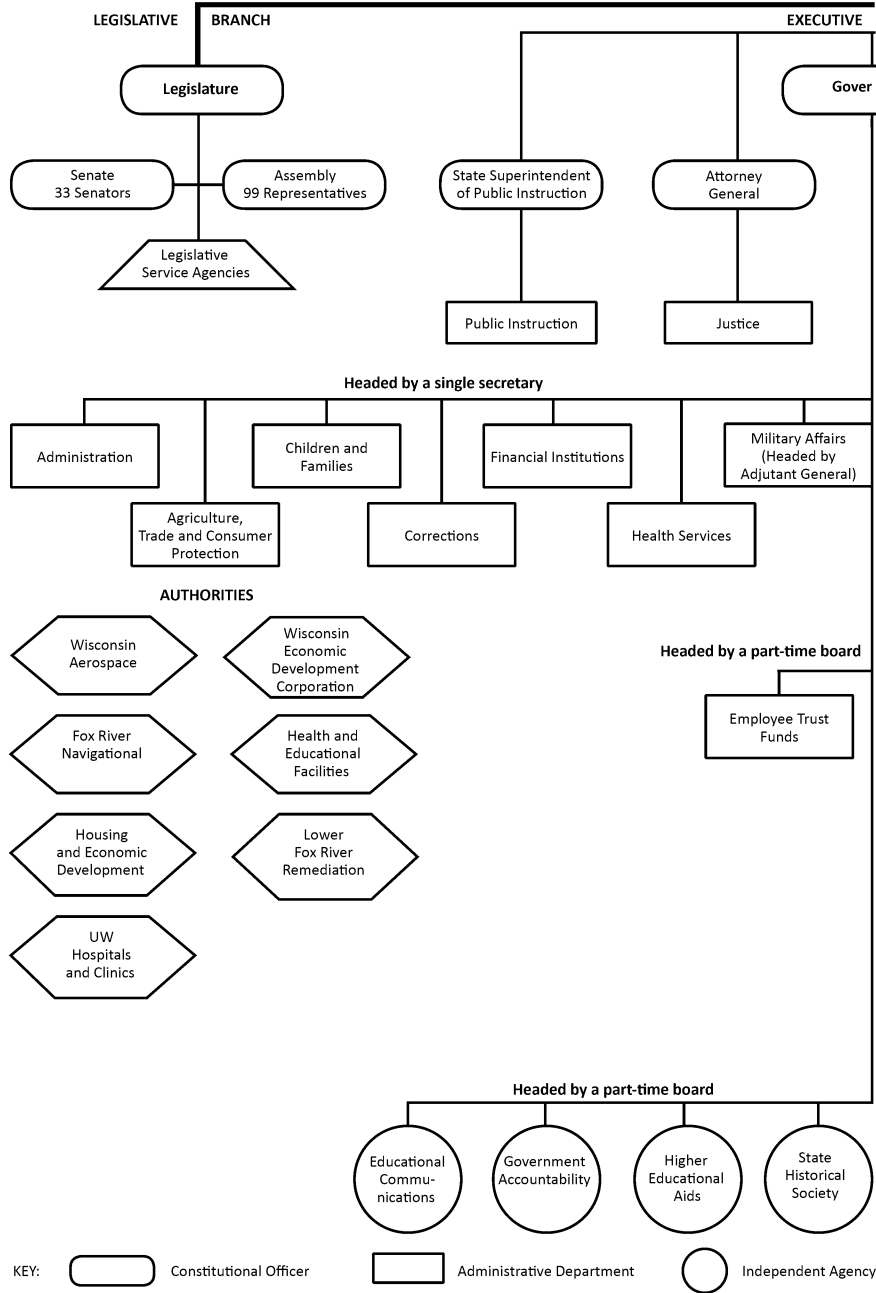 LEGISLATIVE BRANCH
EXECUTIVE
Legislature
Gover
Senate
33 Senators
Assembly
99 Representatives
State Superintendent
of Public Instruction
Attorney
General
Legislative
Service Agencies
Public Instruction
Justice
Headed by a single secretary
Administration
Children and
Families
Financial Institutions
Military Affairs
(Headed by
Adjutant General)
Agriculture,
Trade and Consumer
Protection
Corrections
Health Services
AUTHORITIES
Wisconsin
Aerospace
Wisconsin
Economic
Development
Corporation
Headed by a part-time board
Employee Trust
Funds
Fox River
Navigational
Health and
Educational
Facilities
Housing
and Economic
Development
Lower
Fox River
Remediation
UW
Hospitals
and Clinics
Headed by a part-time board
Educational
Commu-
nications
Government
Accountability
Higher
Educational
Aids
State
Historical
Society
KEY:
Constitutional Officer
Administrative Department
Independent Agency